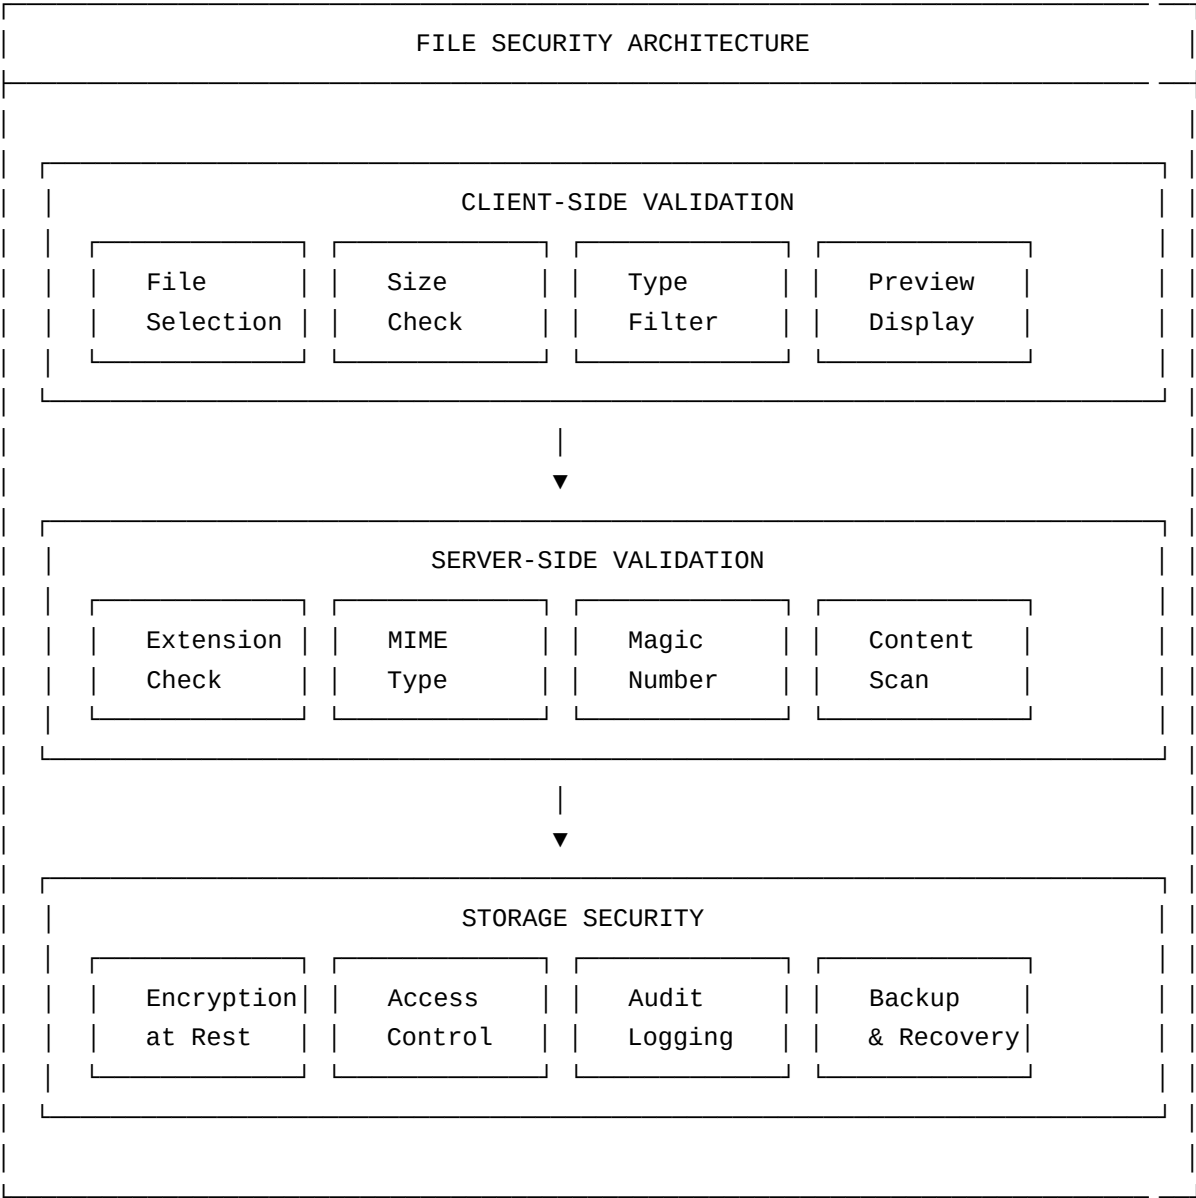 FILE SECURITY ARCHITECTURE
CLIENT-SIDE VALIDATION
File Size Type Preview
Selection Check Filter Display
▼
SERVER-SIDE VALIDATION
Extension MIME Magic Content
Check Type Number Scan
▼
STORAGE SECURITY
Encryption Access Audit Backup
at Rest Control Logging & Recovery